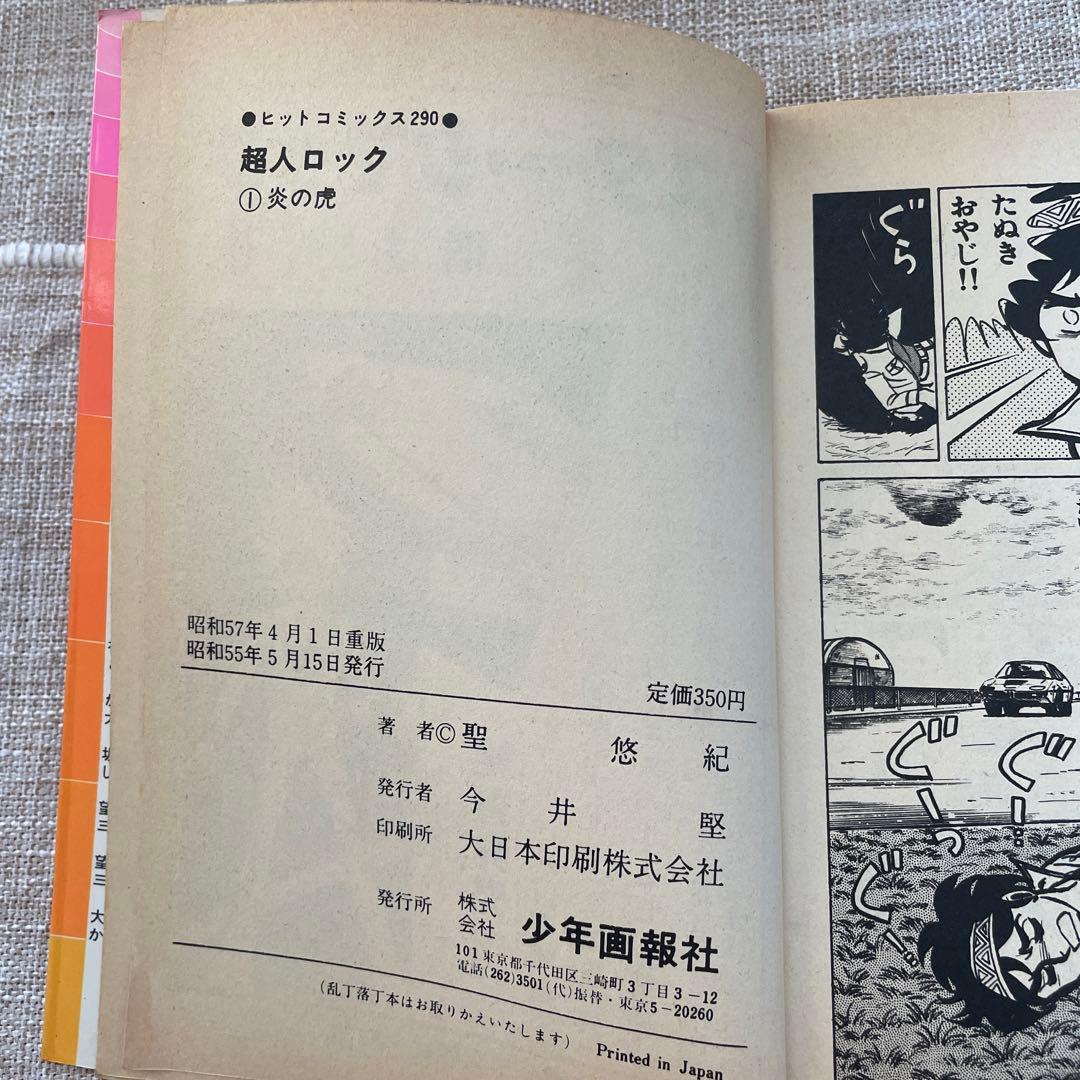 ●ヒットコミックス290●
超人ロック
①炎の虎
昭和57年4月1日重版
昭和55年5月15日発行
定価350円
著者©聖悠紀
発行者 今井堅
印刷所 大日本印刷株式会社
発行所 株式会社 少年画報社
101 東京都千代田区三崎町3丁目3-12
電話(262)3501(代)振替・東京5-20260
(乱丁落丁本はお取りかえいたします)
Printed in Japan
たぬき
おやじ!!
ぐら